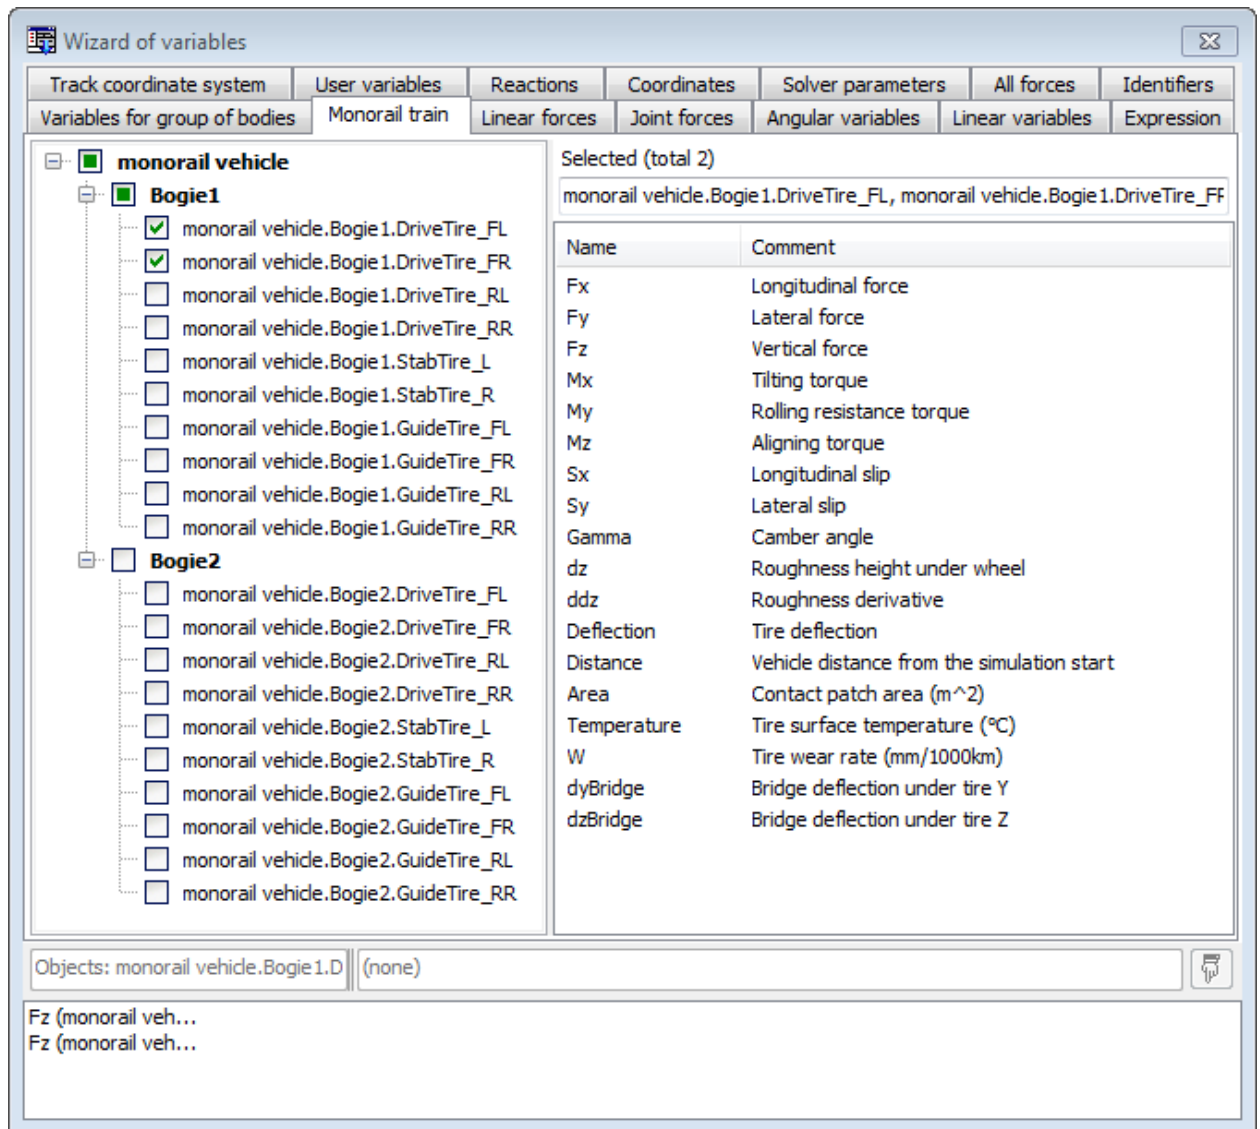 Wizard of variables
Track coordinate system User variables Reactions Coordinates Solver parameters All forces Identifiers
Variables for group of bodies Monorail train Linear forces Joint forces Angular variables Linear variables Expression
monorail vehicle
Bogie1
monorail vehicle.Bogie1.DriveTire_FL
monorail vehicle.Bogie1.DriveTire_FR
monorail vehicle.Bogie1.DriveTire_RL
monorail vehicle.Bogie1.DriveTire_RR
monorail vehicle.Bogie1.StabTire_L
monorail vehicle.Bogie1.StabTire_R
monorail vehicle.Bogie1.GuideTire_FL
monorail vehicle.Bogie1.GuideTire_FR
monorail vehicle.Bogie1.GuideTire_RL
monorail vehicle.Bogie1.GuideTire_RR
Bogie2
monorail vehicle.Bogie2.DriveTire_FL
monorail vehicle.Bogie2.DriveTire_FR
monorail vehicle.Bogie2.DriveTire_RL
monorail vehicle.Bogie2.DriveTire_RR
monorail vehicle.Bogie2.StabTire_L
monorail vehicle.Bogie2.StabTire_R
monorail vehicle.Bogie2.GuideTire_FL
monorail vehicle.Bogie2.GuideTire_FR
monorail vehicle.Bogie2.GuideTire_RL
monorail vehicle.Bogie2.GuideTire_RR
Selected (total 2)
monorail vehicle.Bogie1.DriveTire_FL, monorail vehicle.Bogie1.DriveTire_FF
Name Comment
Fx Longitudinal force
Fy Lateral force
Fz Vertical force
Mx Tilting torque
My Rolling resistance torque
Mz Aligning torque
Sx Longitudinal slip
Sy Lateral slip
Gamma Camber angle
dz Roughness height under wheel
ddz Roughness derivative
Deflection Tire deflection
Distance Vehicle distance from the simulation start
Area Contact patch area (m^2)
Temperature Tire surface temperature (°C)
W Tire wear rate (mm/1000km)
dyBridge Bridge deflection under tire Y
dzBridge Bridge deflection under tire Z
Objects: monorail vehicle.Bogie1.D (none)
Fz (monorail veh...
Fz (monorail veh...